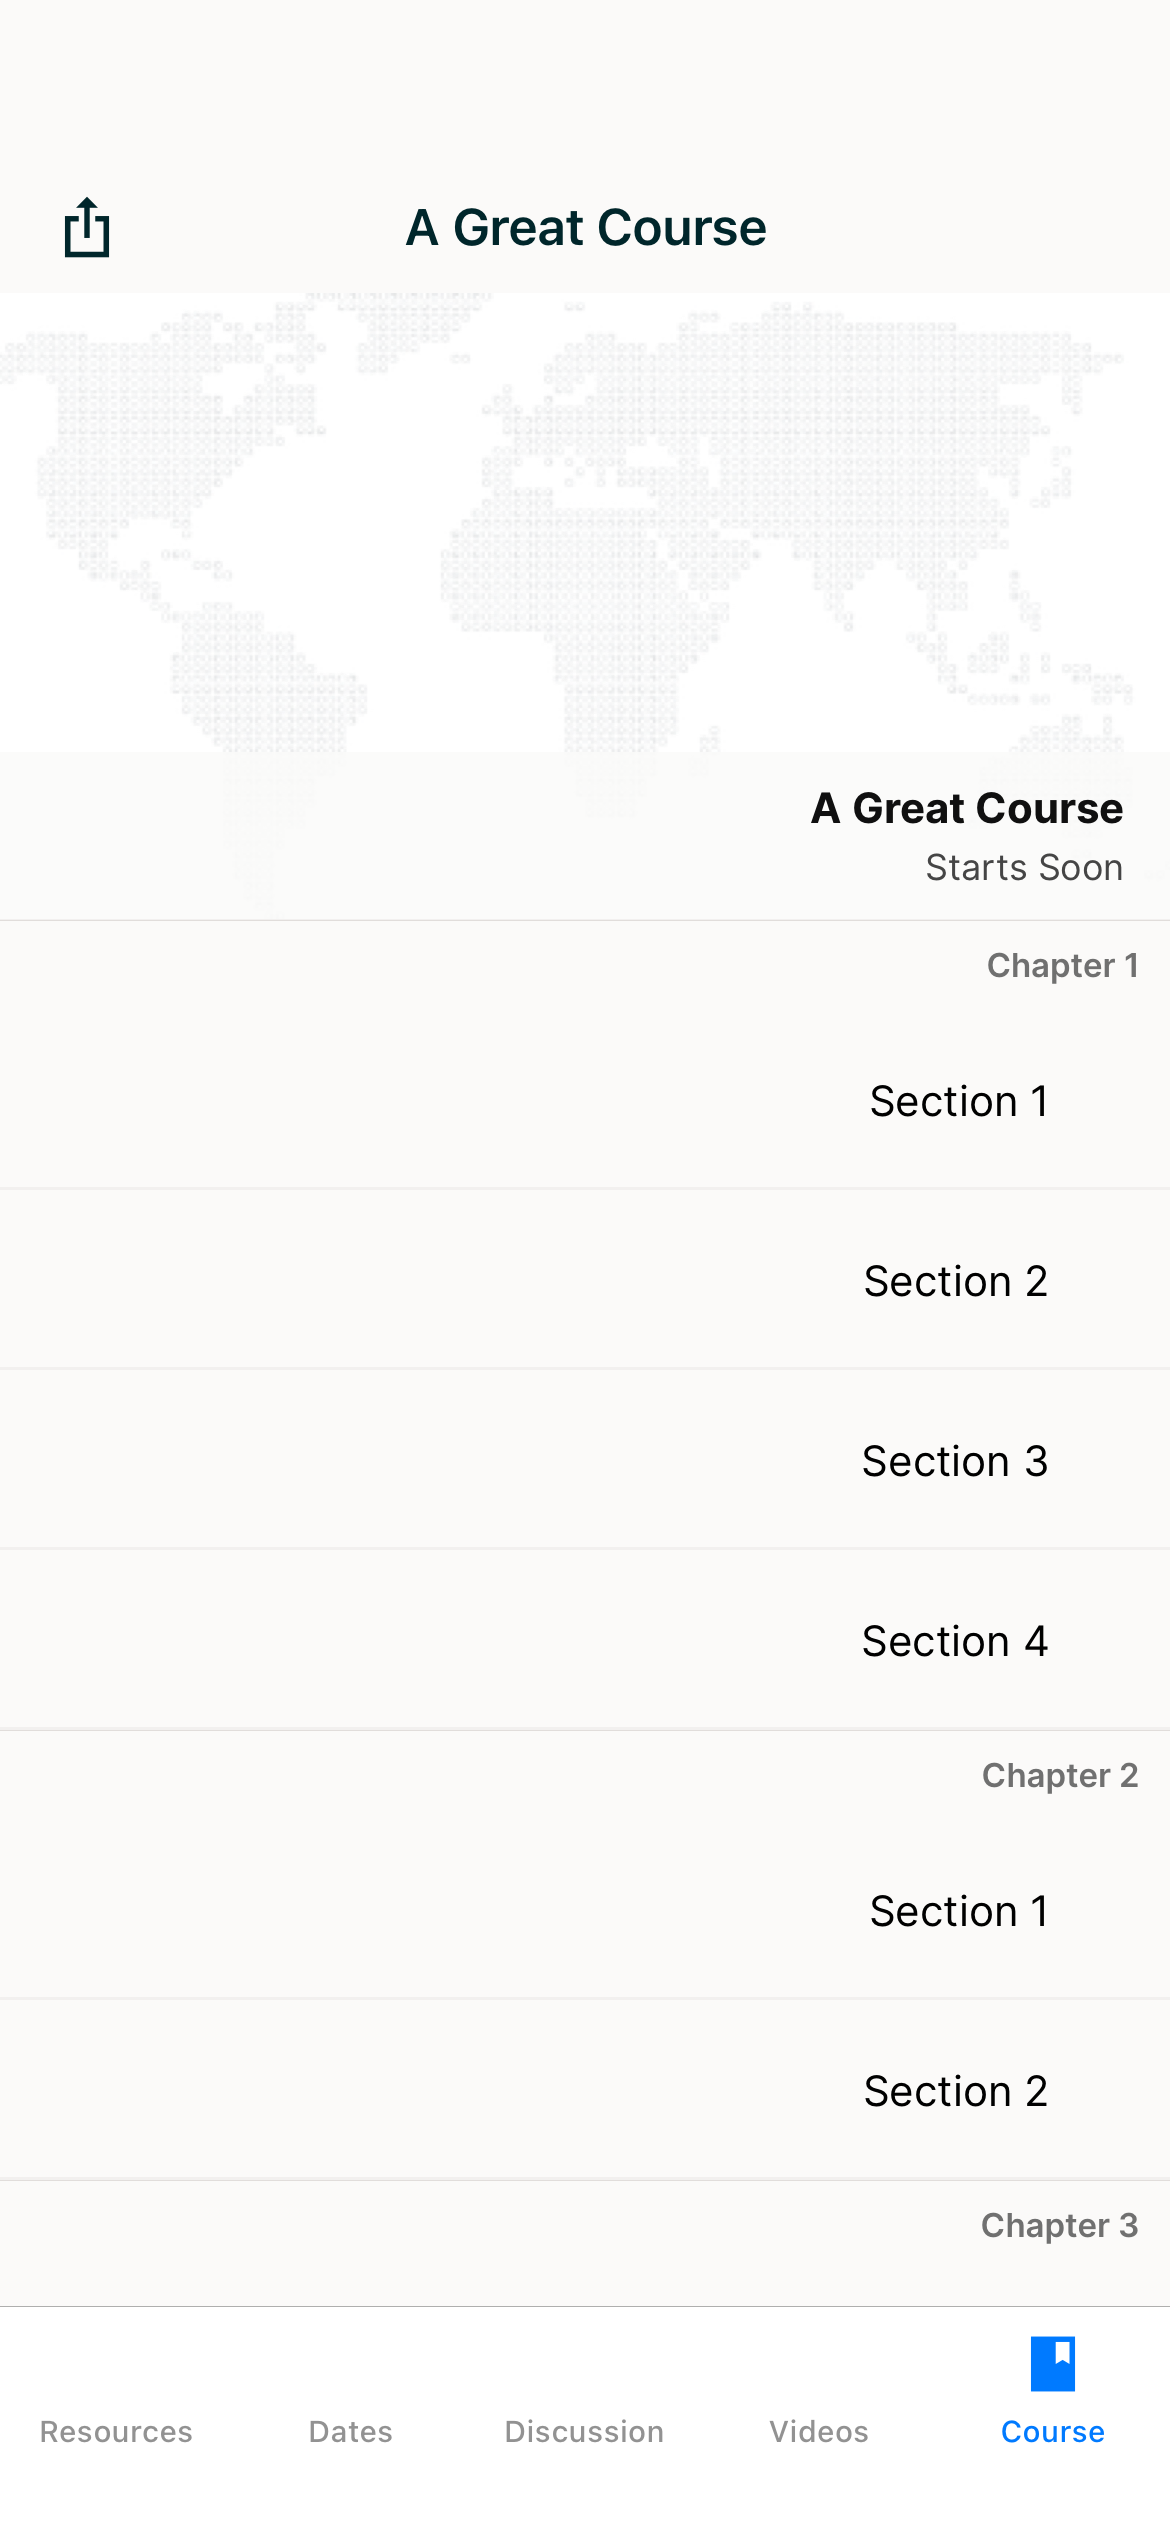 A Great Course
A Great Course
Starts Soon
Chapter 1
Section 1
Section 2
Section 3
Section 4
Chapter 2
Section 1
Section 2
Chapter 3
Resources Dates Discussion Videos Course